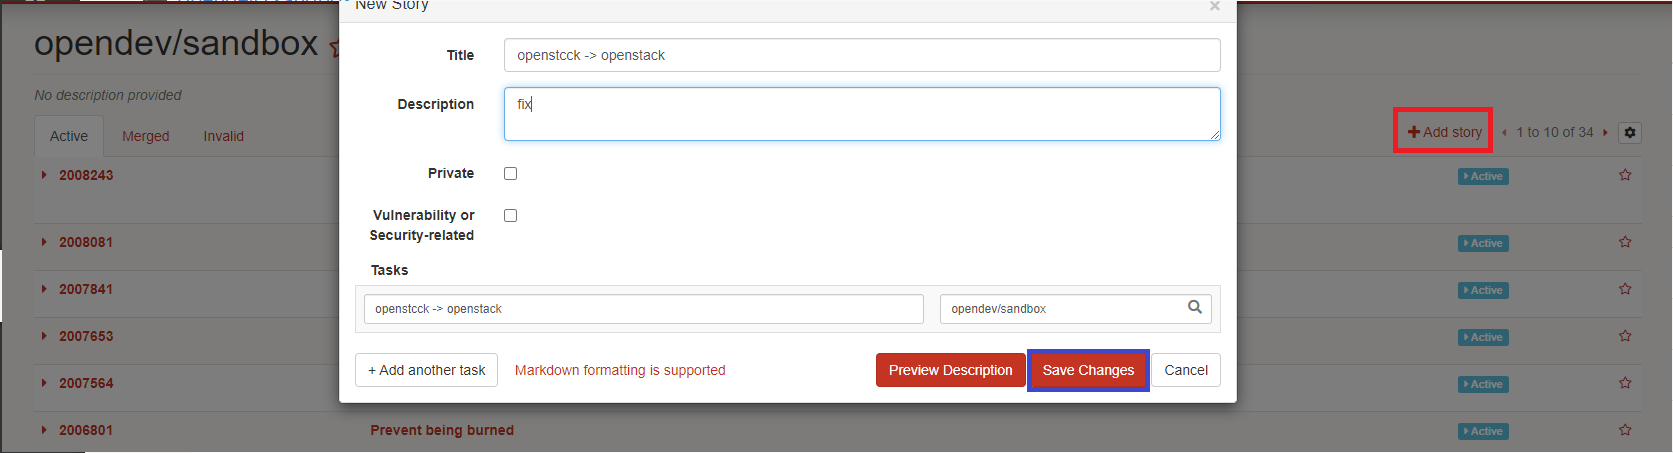 New Story
×
opendev/sandbox
Title
openstcck -> openstack
No description provided
Description
fix
Active
Merged
Invalid
+ Add story
1 to 10 of 34
Private
2008243
Active
Vulnerability or
Security-related
2008081
Active
Tasks
2007841
Active
openstcck -> openstack
opendev/sandbox
2007653
Active
+ Add another task
Markdown formatting is supported
Preview Description
Save Changes
Cancel
2007564
Active
2006801
Prevent being burned
Active